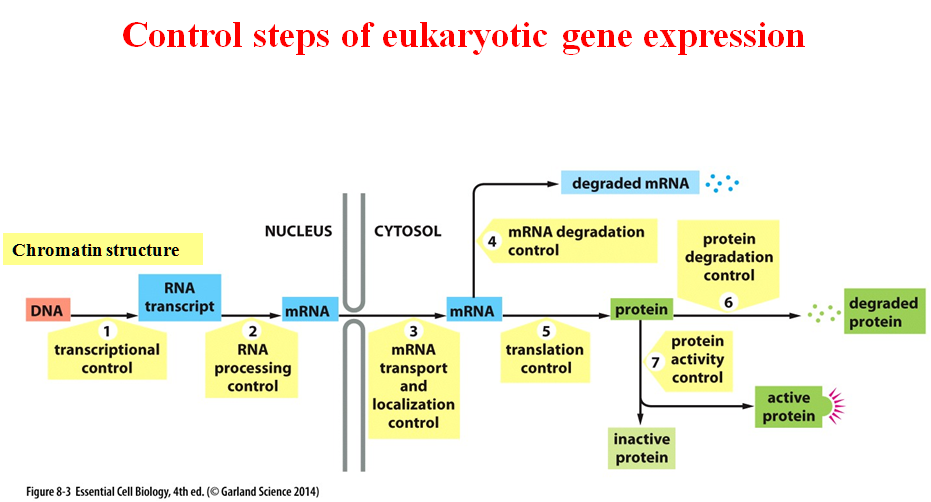 Control steps of eukaryotic gene expression
degraded mRNA
NUCLEUS
CYTOSOL
4
mRNA degradation
control
protein
degradation
control
6
Chromatin structure
DNA
RNA
transcript
mRNA
mRNA
protein
degraded
protein
1
transcriptional
control
2
RNA
processing
control
3
mRNA
transport
and
localization
control
5
translation
control
7
protein
activity
control
active
protein
inactive
protein
Figure 8-3 Essential Cell Biology, 4th ed. (© Garland Science 2014)